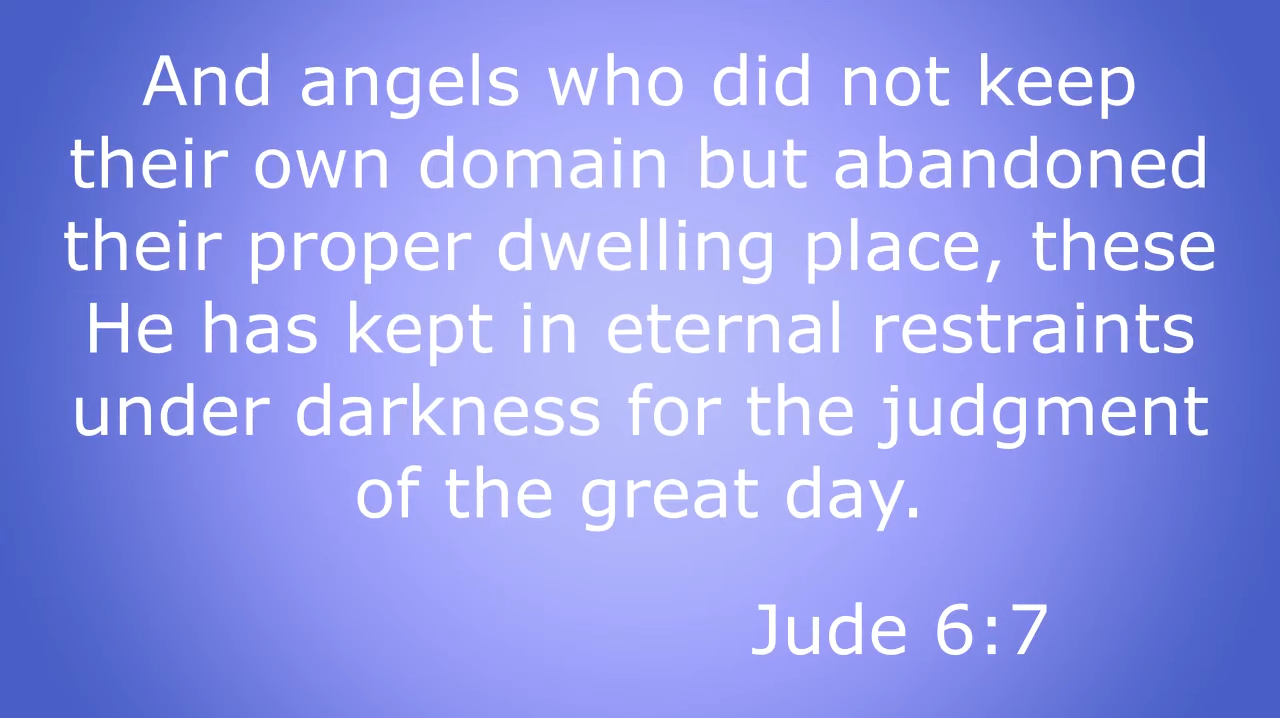 And angels who did not keep
their own domain but abandoned
their proper dwelling place, these
He has kept in eternal restraints
under darkness for the judgment
of the great day.
Jude 6:7